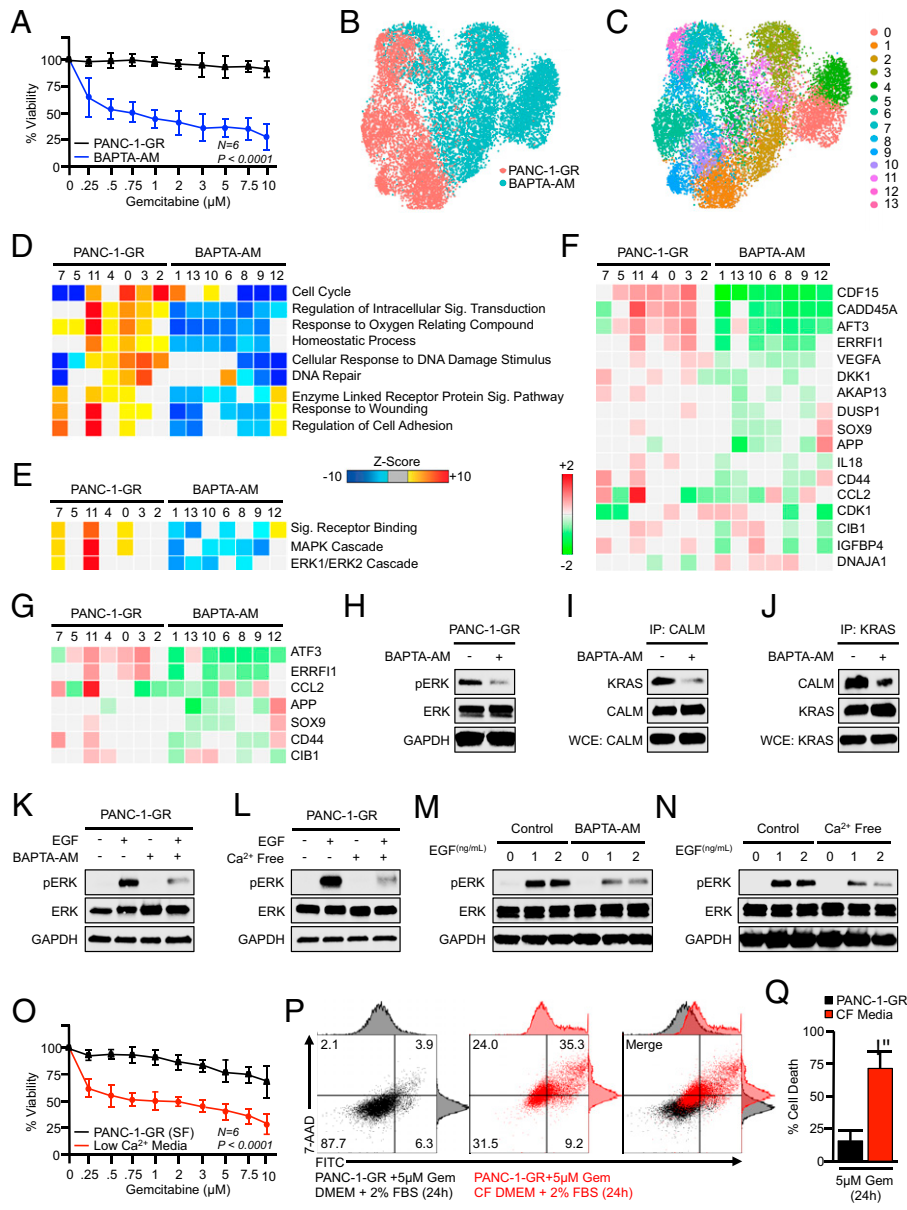 A
100
75
50
25
0
% Viability
PANC-1-GR
BAPTA-AM
N=6
P < 0.0001
0 .25 .5 .75 1 2 3 5 7.5 10
Gemcitabine (µM)
B
PANC-1-GR
BAPTA-AM
C
0
1
2
3
4
5
6
7
8
9
10
11
12
13
D
PANC-1-GR BAPTA-AM
7 5 11 4 0 3 2 1 13 10 6 8 9 12
Cell Cycle
Regulation of Intracellular Sig. Transduction
Response to Oxygen Relating Compound
Homeostatic Process
Cellular Response to DNA Damage Stimulus
DNA Repair
Enzyme Linked Receptor Protein Sig. Pathway
Response to Wounding
Regulation of Cell Adhesion
Z-Score
-10 +10
E
PANC-1-GR BAPTA-AM
7 5 11 4 0 3 2 1 13 10 6 8 9 12
Sig. Receptor Binding
MAPK Cascade
ERK1/ERK2 Cascade
+2
-2
F
PANC-1-GR BAPTA-AM
7 5 11 4 0 3 2 1 13 10 6 8 9 12
CDF15
CADD45A
AFT3
ERRFI1
VEGFA
DKK1
AKAP13
DUSP1
SOX9
APP
IL18
CD44
CCL2
CDK1
CIB1
IGFBP4
DNAJA1
G
PANC-1-GR BAPTA-AM
7 5 11 4 0 3 2 1 13 10 6 8 9 12
ATF3
ERRFI1
CCL2
APP
SOX9
CD44
CIB1
H
PANC-1-GR
BAPTA-AM - +
pERK
ERK
GAPDH
I
IP: CALM
BAPTA-AM - +
KRAS
CALM
WCE: CALM
J
IP: KRAS
BAPTA-AM - +
CALM
KRAS
WCE: KRAS
K
PANC-1-GR
EGF - + - +
BAPTA-AM - - + +
pERK
ERK
GAPDH
L
PANC-1-GR
EGF - + - +
Ca²⁺ Free - - + +
pERK
ERK
GAPDH
M
Control BAPTA-AM
EGF(ng/mL) 0 1 2 0 1 2
pERK
ERK
GAPDH
N
Control Ca²⁺ Free
EGF(ng/mL) 0 1 2 0 1 2
pERK
ERK
GAPDH
O
100
75
50
25
0
% Viability
PANC-1-GR (SF)
Low Ca²⁺ Media
N=6
P < 0.0001
0 .25 .5 .75 1 2 3 5 7.5 10
Gemcitabine (µM)
P
2.1 3.9
87.7 6.3
24.0 35.3
31.5 9.2
Merge
7-AAD
FITC
PANC-1-GR +5µM Gem
DMEM + 2% FBS (24h)
PANC-1-GR+5µM Gem
CF DMEM + 2% FBS (24h)
Q
PANC-1-GR
CF Media
100
75
50
25
0
% Cell Death
5µM Gem
(24h)